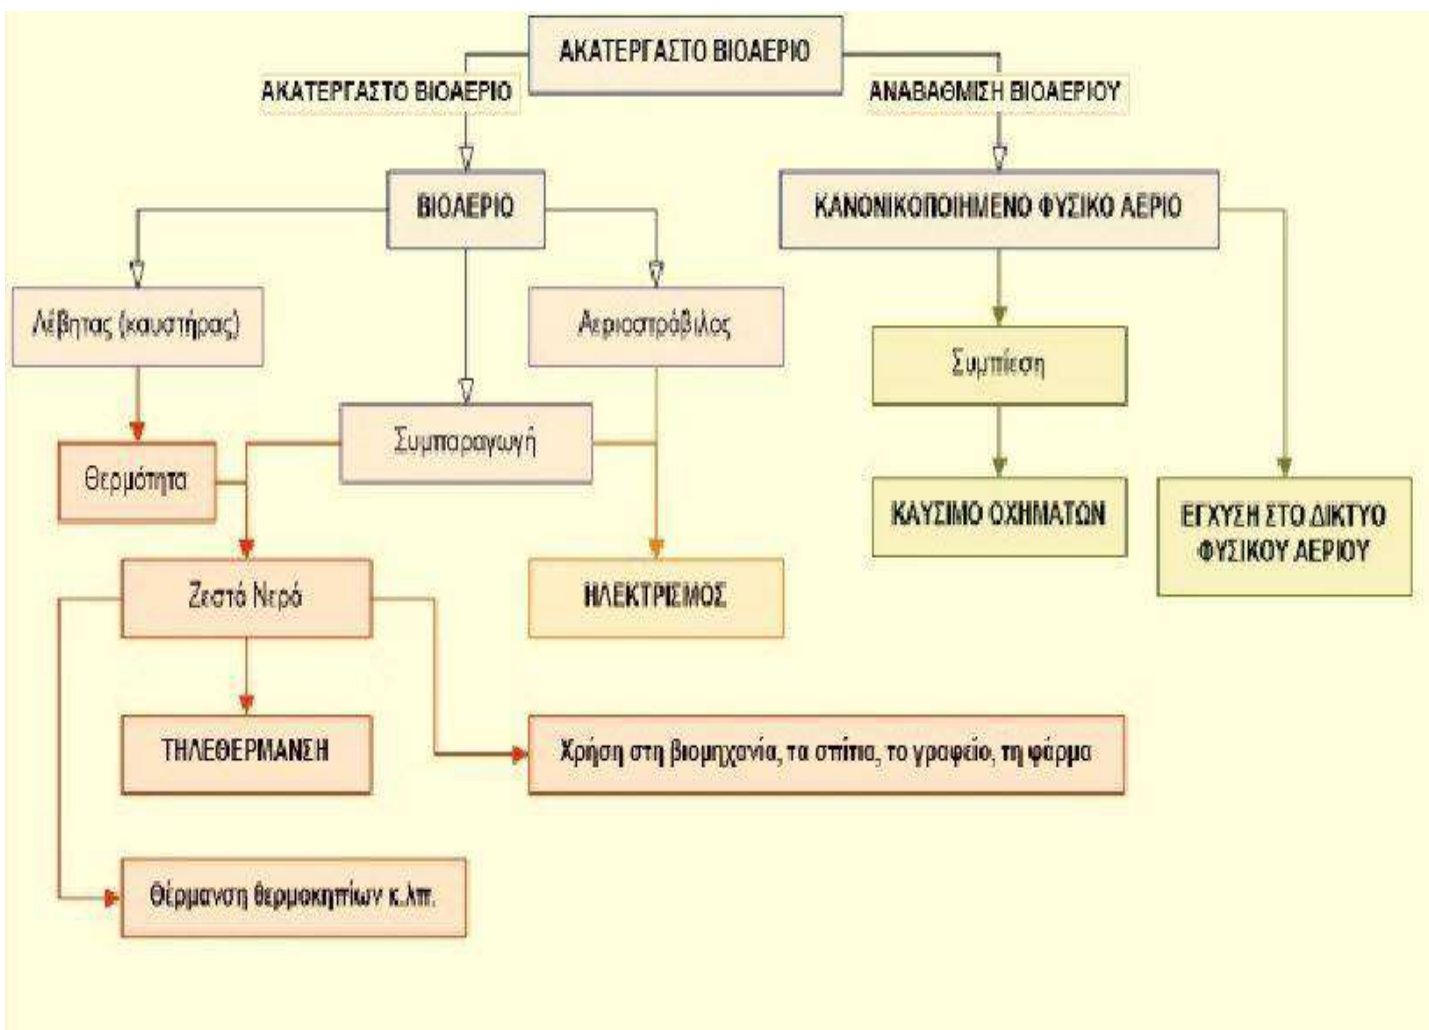 ΑΚΑΤΕΡΓΑΣΤΟ ΒΙΟΑΕΡΙΟ
ΑΚΑΤΕΡΓΑΣΤΟ ΒΙΟΑΕΡΙΟ
ΑΝΑΒΑΘΜΙΣΗ ΒΙΟΑΕΡΙΟΥ
ΒΙΟΑΕΡΙΟ
ΚΑΝΟΝΙΚΟΠΟΙΗΜΕΝΟ ΦΥΣΙΚΟ ΑΕΡΙΟ
Λέβητας (καυστήρας)
Αεριοστρόβιλος
Συμπίεση
Συμπαραγωγή
Θερμότητα
ΚΑΥΣΙΜΟ ΟΧΗΜΑΤΩΝ
ΕΓΧΥΣΗ ΣΤΟ ΔΙΚΤΥΟ
ΦΥΣΙΚΟΥ ΑΕΡΙΟΥ
Ζεστό Νερό
ΗΛΕΚΤΡΙΣΜΟΣ
ΤΗΛΕΘΕΡΜΑΝΣΗ
Χρήση στη βιομηχανία, τα σπίτια, το γραφείο, τη φάρμα
Θέρμανση θερμοκηπίων κ.λπ.